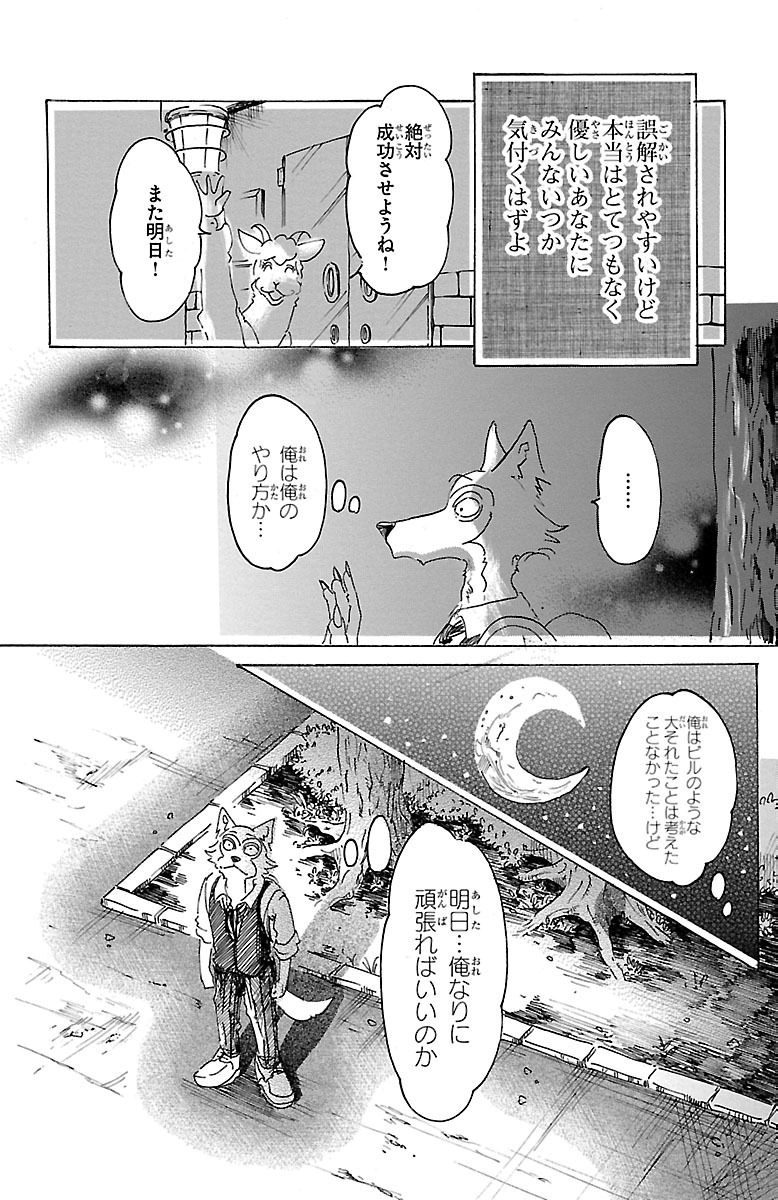 誤解されやすいけど
本当はとてつもなく
優しいあなたに
みんないつか
気付くはずよ
絶対
成功させようね!
また明日!
……
俺は俺の
やり方か…
俺はビルのような
大それたことは考えた
ことなかった…けど
明日…俺なりに
頑張ればいいのか